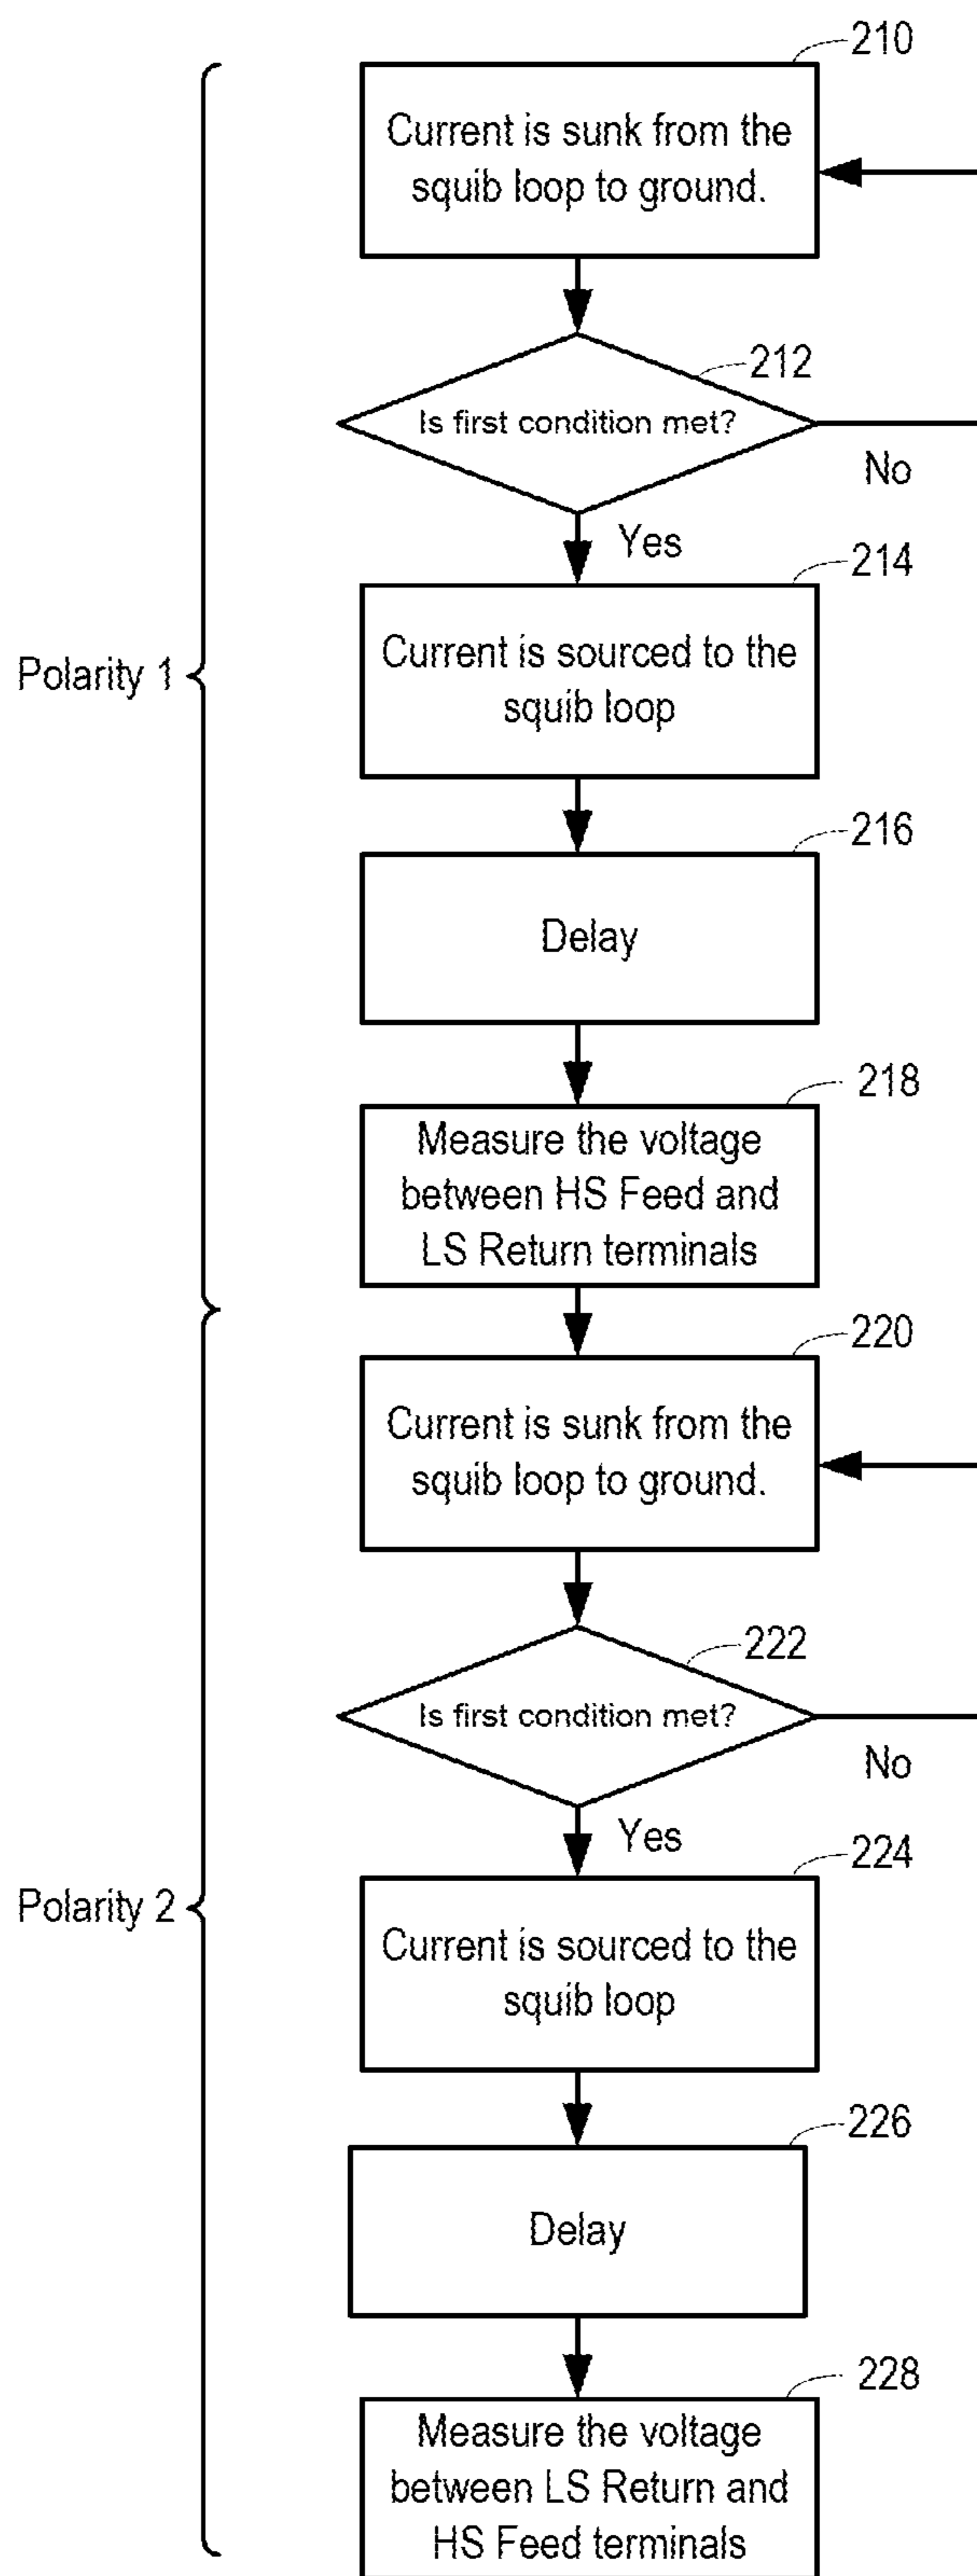 210
Current is sunk from the
squib loop to ground.
212
Is first condition met?
No
Yes
214
Current is sourced to the
squib loop
Polarity 1
216
Delay
218
Measure the voltage
between HS Feed and
LS Return terminals
220
Current is sunk from the
squib loop to ground.
222
Is first condition met?
No
Yes
224
Current is sourced to the
squib loop
Polarity 2
226
Delay
228
Measure the voltage
between LS Return and
HS Feed terminals